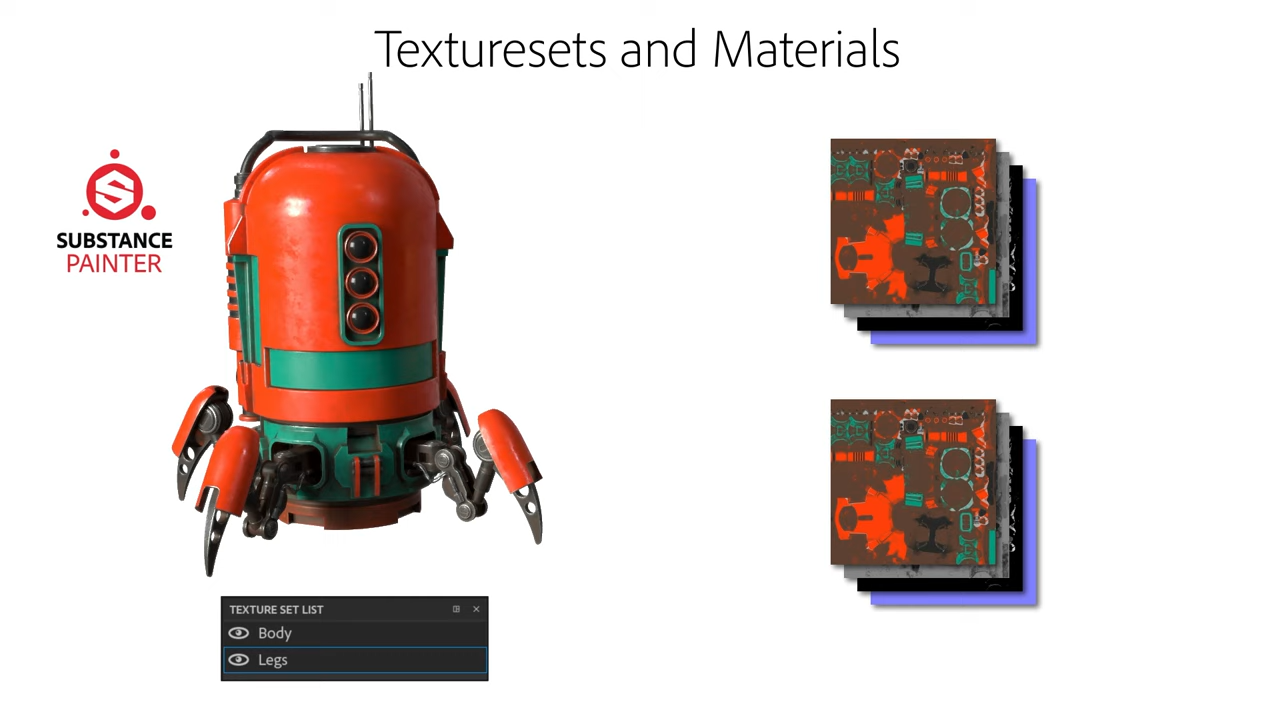 Texturesets and Materials
SUBSTANCE
PAINTER
TEXTURE SET LIST
Body
Legs